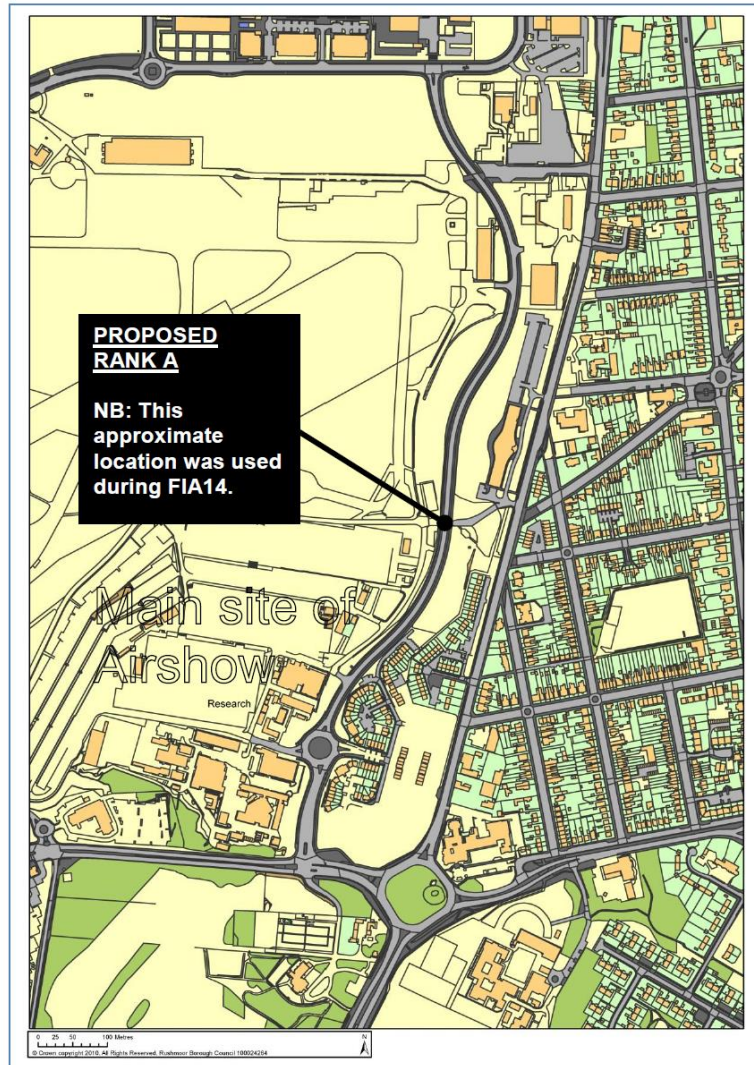 PROPOSED
RANK A
NB: This
approximate
location was used
during FIA14.
Main site of
Airshow
Research
0 25 50 100 Metres
N
© Crown copyright 2010. All Rights Reserved. Rushmoor Borough Council 100024264